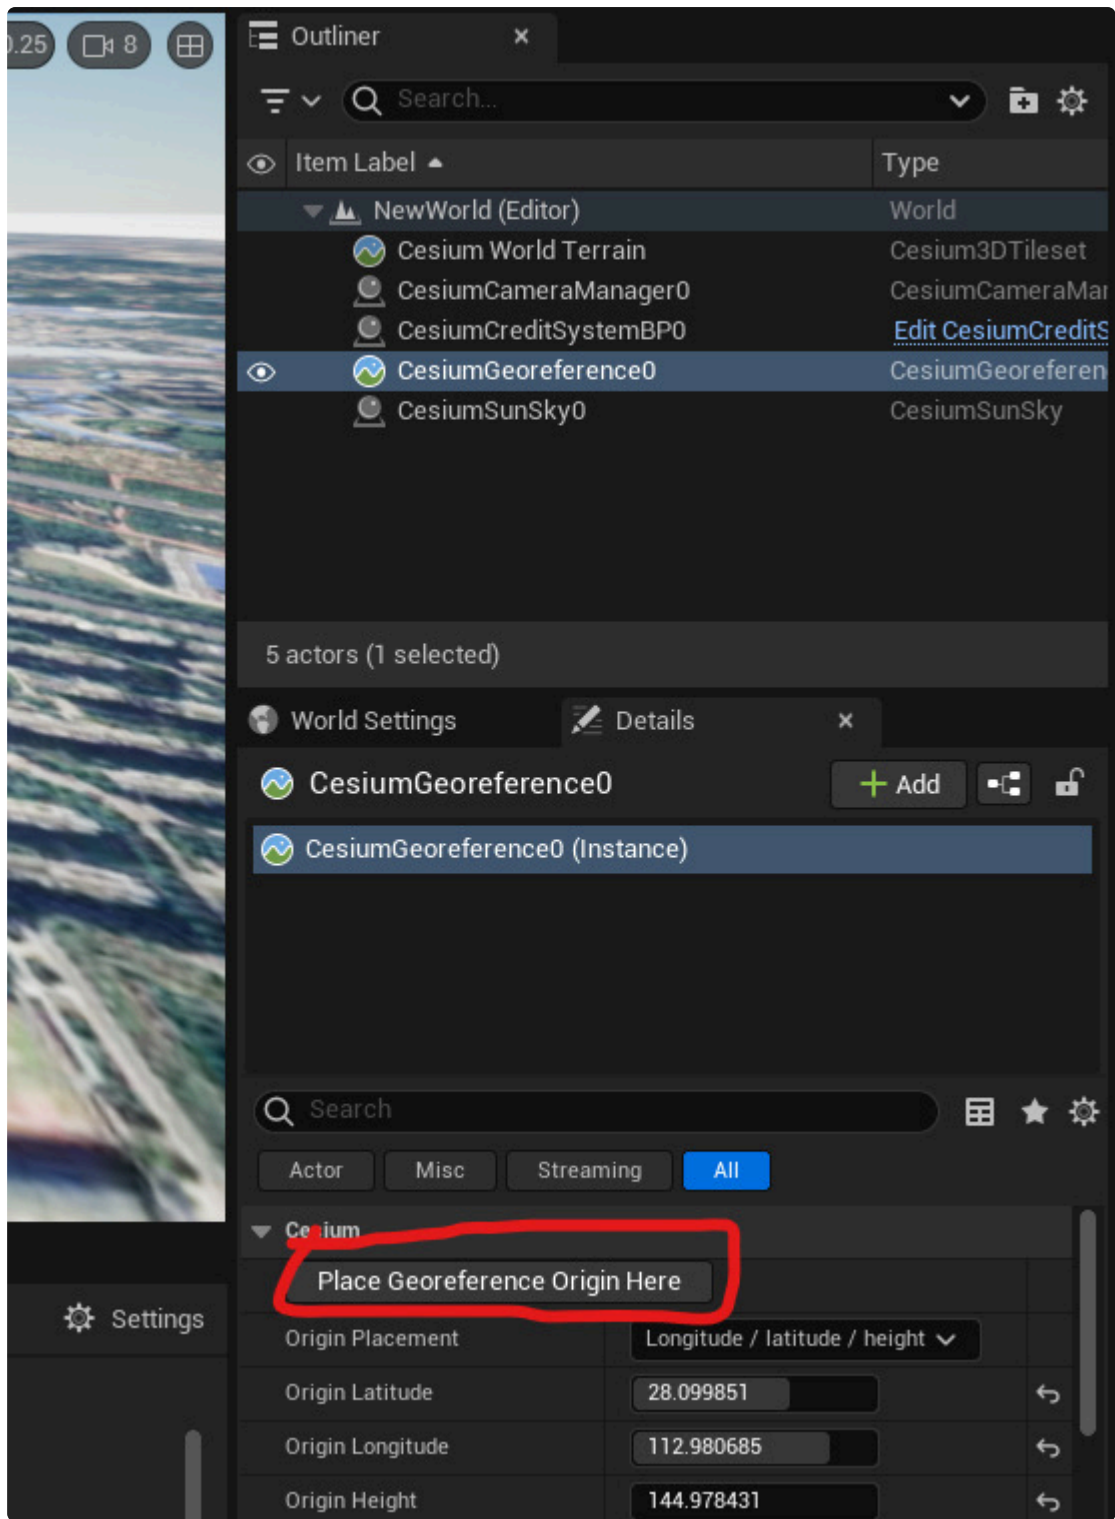 0.25 8 Outliner
Search...
Item Label Type
NewWorld (Editor) World
Cesium World Terrain Cesium3DTileset
CesiumCameraManager0 CesiumCameraMar
CesiumCreditSystemBP0 Edit CesiumCreditS
CesiumGeoreference0 CesiumGeoreferen
CesiumSunSky0 CesiumSunSky
5 actors (1 selected)
World Settings Details
CesiumGeoreference0 Add
CesiumGeoreference0 (Instance)
Search
Actor Misc Streaming All
Cesium
Place Georeference Origin Here
Settings
Origin Placement Longitude / latitude / height
Origin Latitude 28.099851
Origin Longitude 112.980685
Origin Height 144.978431